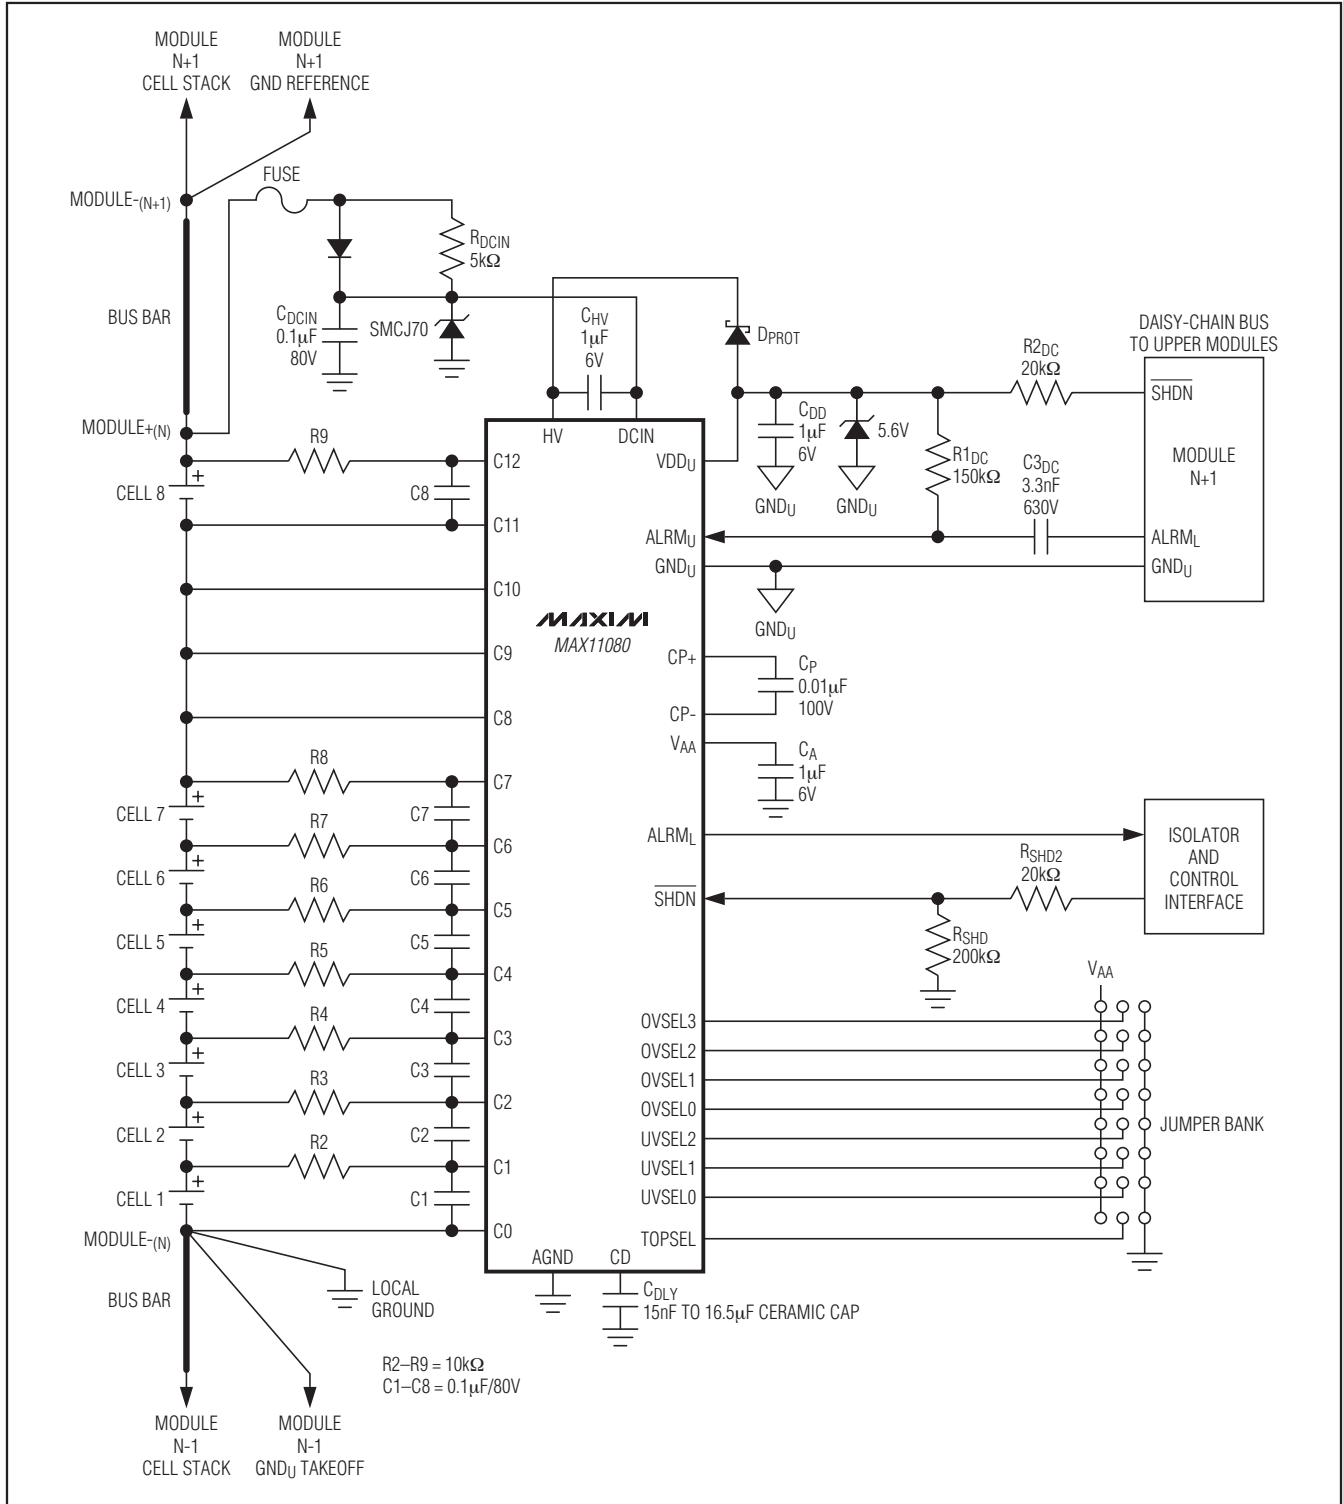 MODULE
N+1
CELL STACK
MODULE
N+1
GND REFERENCE
FUSE
MODULE-(N+1)
RDCIN
5kΩ
BUS BAR
CDCIN
0.1µF
80V
SMCJ70
CHV
1µF
6V
DPROT
DAISY-CHAIN BUS
TO UPPER MODULES
R2DC
20kΩ
SHDN
MODULE+(N)
R9
HV
DCIN
CDD
1µF
6V
5.6V
R1DC
150kΩ
C3DC
3.3nF
630V
MODULE
N+1
CELL 8
+
C8
C12
VDDU
GNDU
GNDU
C11
ALRMU
ALRML
GNDU
GNDU
C10
GNDU
MAXIM
MAX11080
C9
CP+
CP
0.01µF
100V
C8
CP-
VAA
CA
1µF
6V
R8
C7
CELL 7
+
C7
R7
C6
ALRML
ISOLATOR
AND
CONTROL
INTERFACE
CELL 6
+
C6
R6
C5
SHDN
RSHD2
20kΩ
RSHD
200kΩ
CELL 5
+
C5
R5
C4
VAA
CELL 4
+
C4
R4
C3
OVSEL3
OVSEL2
CELL 3
+
C3
R3
C2
OVSEL1
OVSEL0
CELL 2
+
C2
R2
C1
UVSEL2
UVSEL1
JUMPER BANK
CELL 1
+
C1
C0
UVSEL0
TOPSEL
MODULE-(N)
AGND
CD
BUS BAR
LOCAL
GROUND
CDLY
15nF TO 16.5µF CERAMIC CAP
R2–R9 = 10kΩ
C1–C8 = 0.1µF/80V
MODULE
N-1
CELL STACK
MODULE
N-1
GNDU TAKEOFF